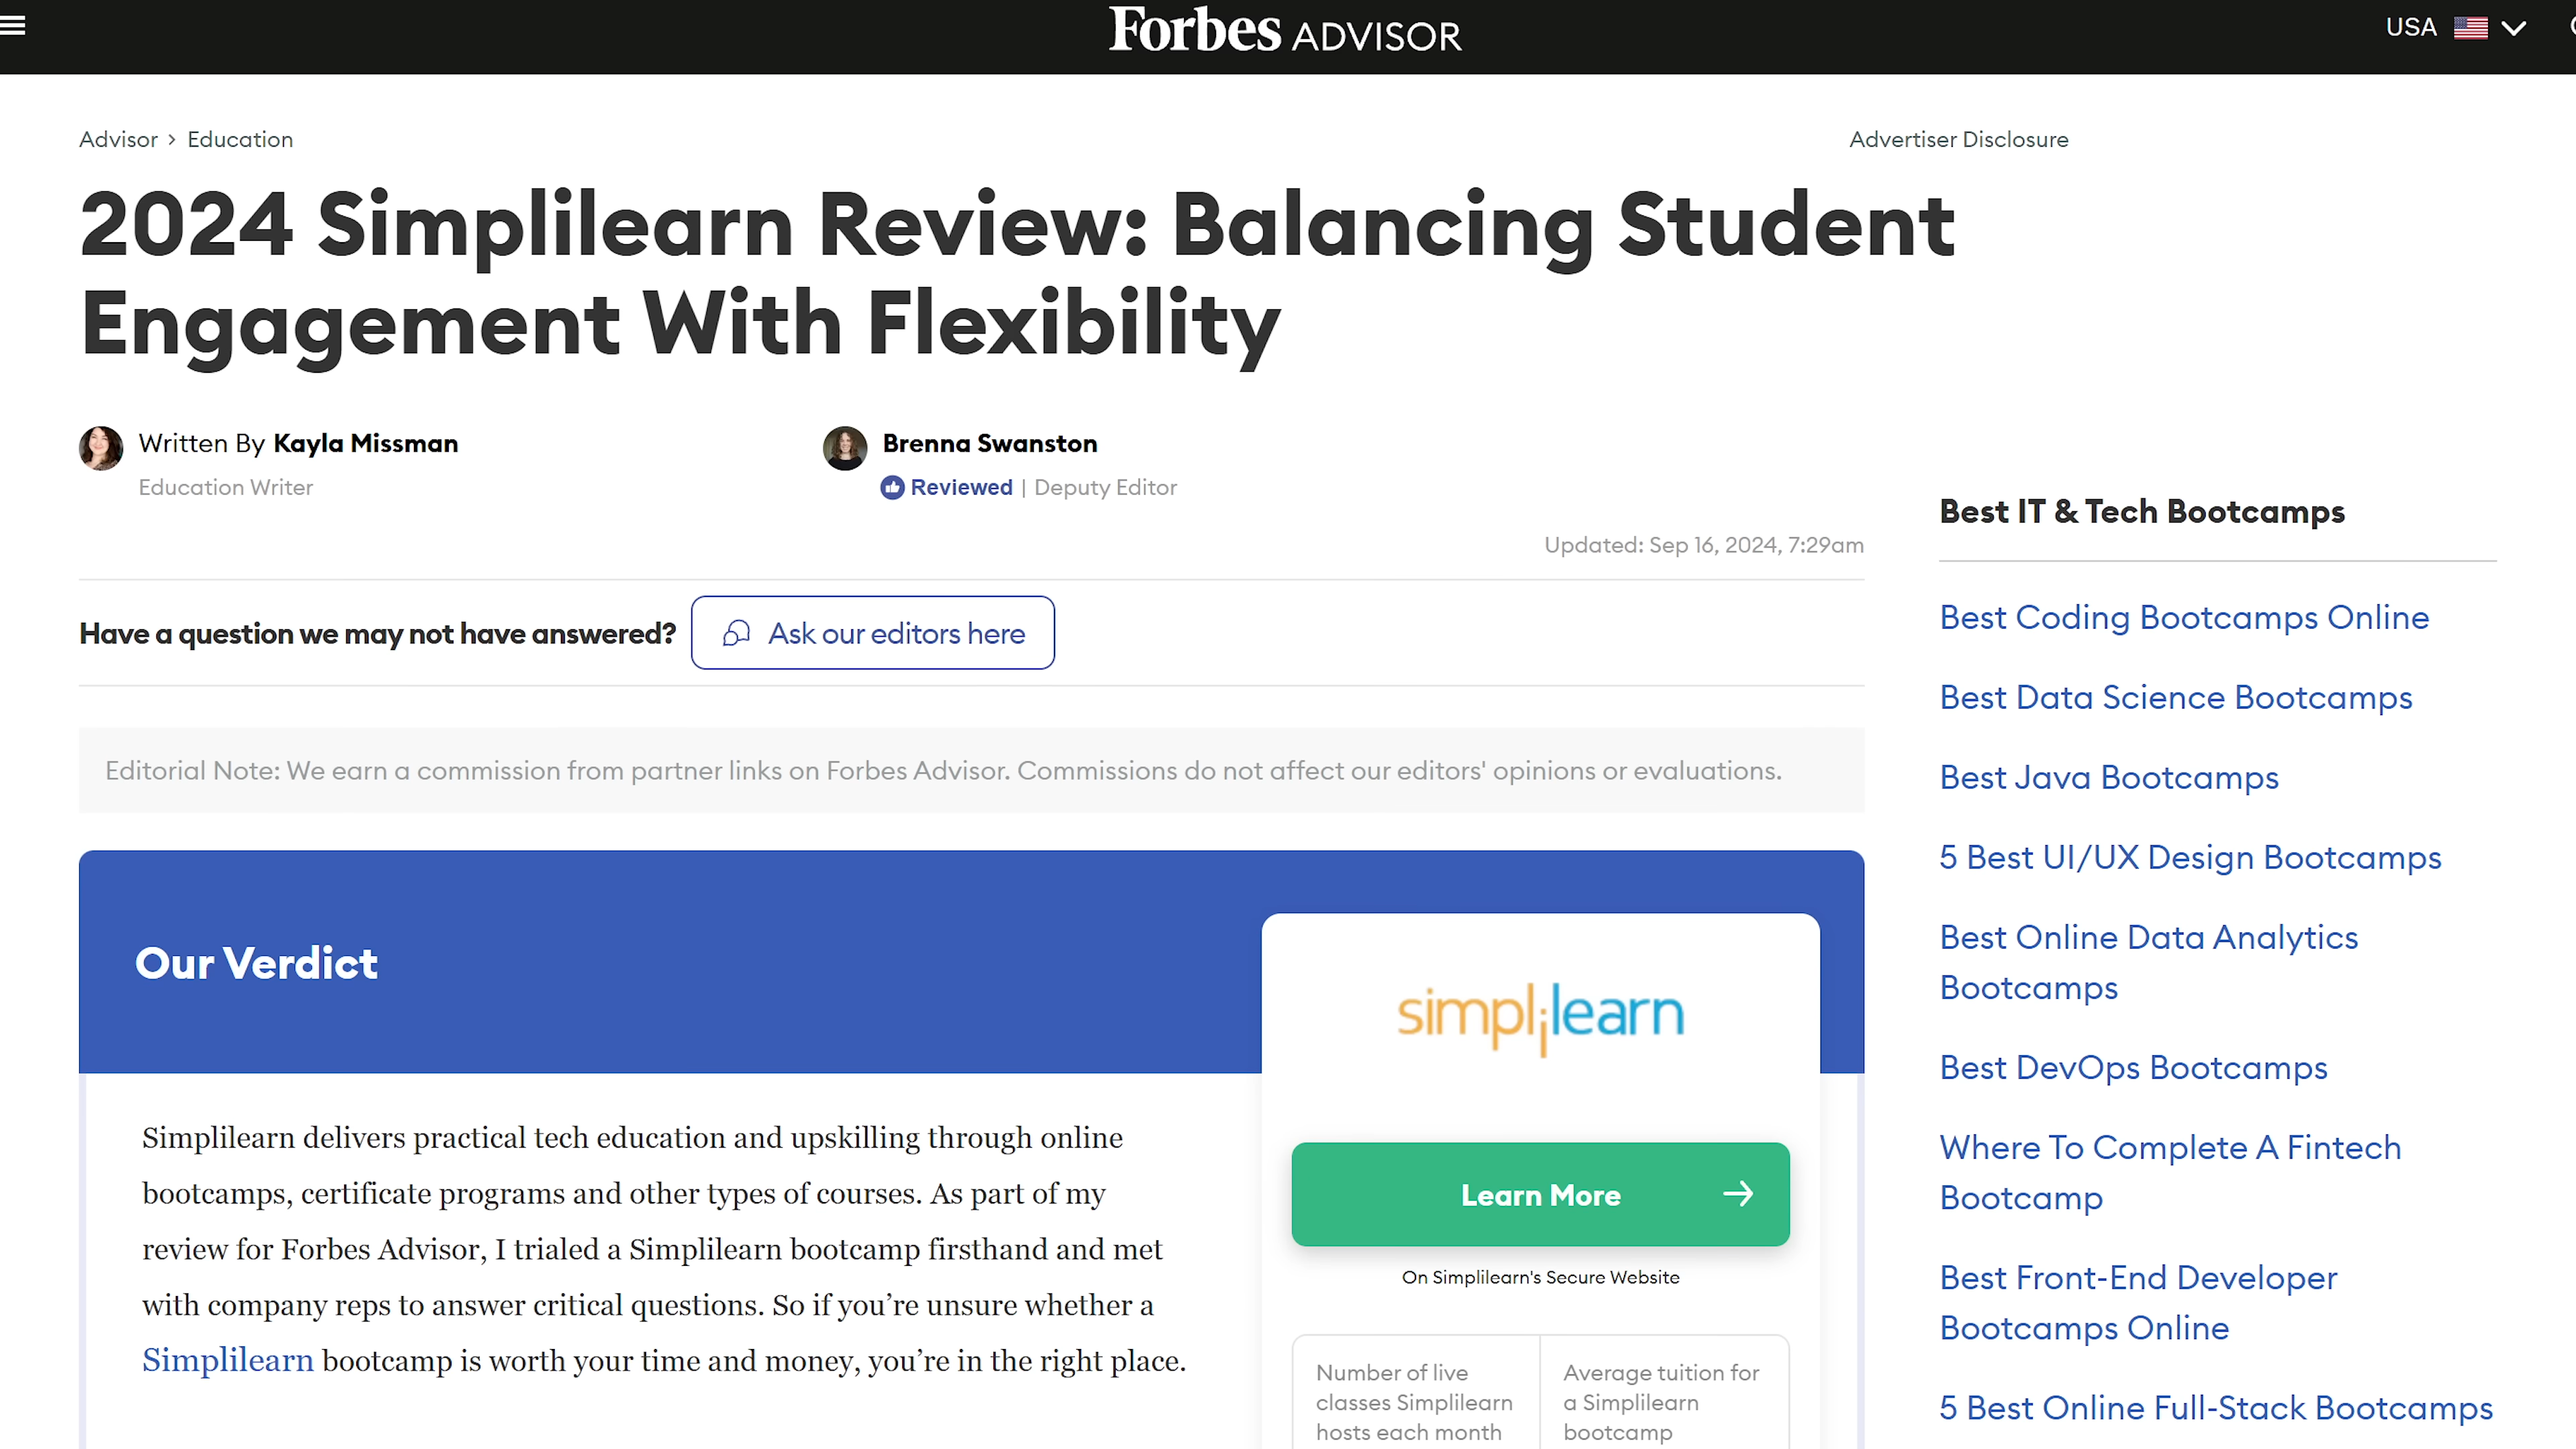 Forbes ADVISOR
USA
Advisor > Education
Advertiser Disclosure
2024 Simplilearn Review: Balancing Student
Engagement With Flexibility
Written By Kayla Missman
Education Writer
Brenna Swanston
Reviewed | Deputy Editor
Updated: Sep 16, 2024, 7:29am
Have a question we may not have answered?
Ask our editors here
Editorial Note: We earn a commission from partner links on Forbes Advisor. Commissions do not affect our editors' opinions or evaluations.
Our Verdict
Simplilearn delivers practical tech education and upskilling through online
bootcamps, certificate programs and other types of courses. As part of my
review for Forbes Advisor, I trialed a Simplilearn bootcamp firsthand and met
with company reps to answer critical questions. So if you’re unsure whether a
Simplilearn bootcamp is worth your time and money, you’re in the right place.
simplilearn
Learn More
On Simplilearn's Secure Website
Number of live
classes Simplilearn
hosts each month
Average tuition for
a Simplilearn
bootcamp
Best IT & Tech Bootcamps
Best Coding Bootcamps Online
Best Data Science Bootcamps
Best Java Bootcamps
5 Best UI/UX Design Bootcamps
Best Online Data Analytics
Bootcamps
Best DevOps Bootcamps
Where To Complete A Fintech
Bootcamp
Best Front-End Developer
Bootcamps Online
5 Best Online Full-Stack Bootcamps